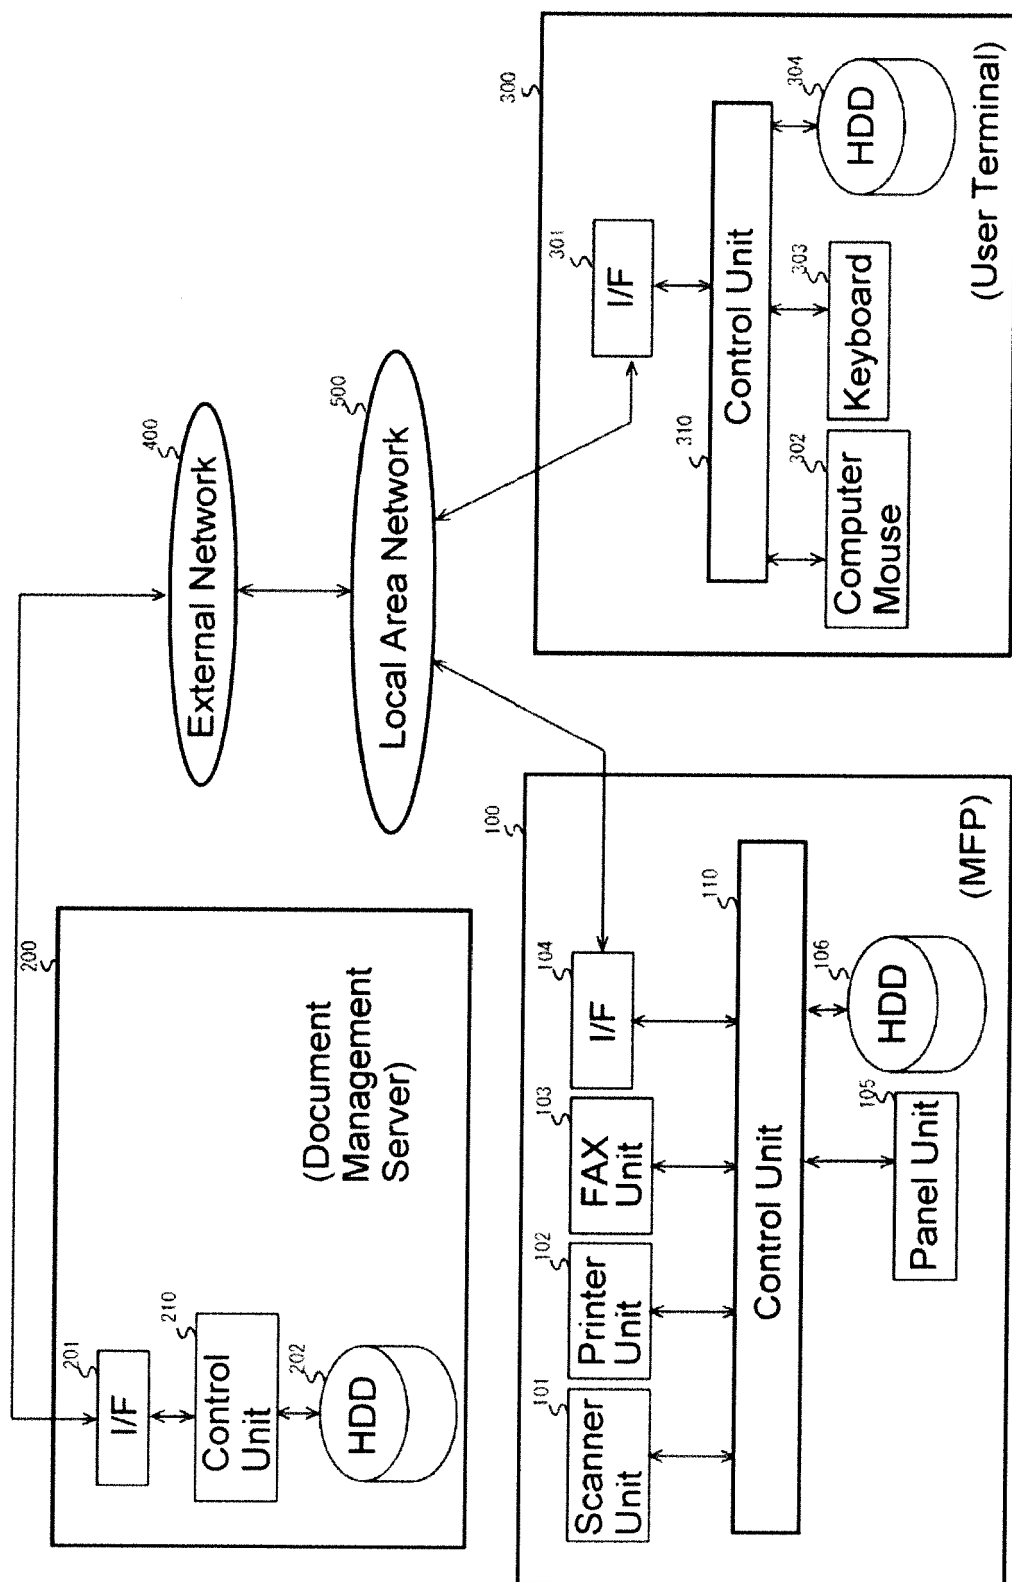 200
201
I/F
210
Control
Unit
202
HDD
(Document
Management
Server)
400
External Network
500
Local Area Network
100
101
Scanner
Unit
102
Printer
Unit
103
FAX
Unit
104
I/F
110
Control Unit
105
Panel Unit
106
HDD
(MFP)
300
301
I/F
310
Control Unit
302
Computer
Mouse
303
Keyboard
304
HDD
(User Terminal)